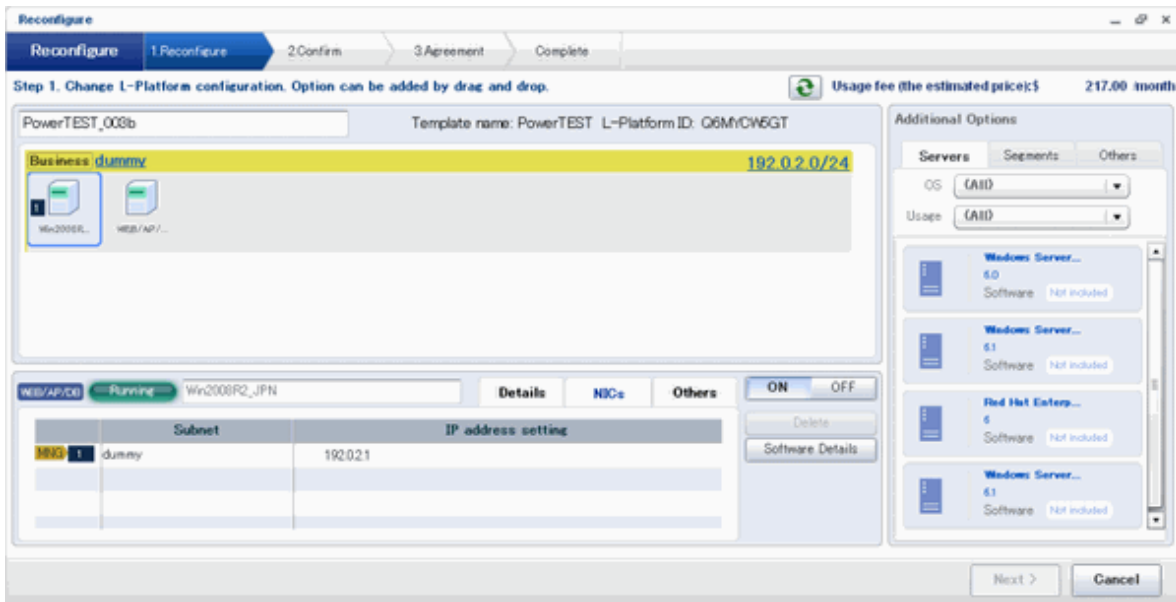 Reconfigure
Reconfigure 1.Reconfigure 2.Confirm 3.Agreement Complete
Step 1. Change L-Platform configuration. Option can be added by drag and drop. Usage fee (the estimated price):$ 217.00 /month
PowerTEST_003b Template name: PowerTEST L-Platform ID: Q6MYCW6GT
Business dummy 192.0.2.0/24
1
Win2008R... WEB/AP/...
WEB/AP/DB Running Win2008R2_JPN Details NICs Others ON OFF
Subnet IP address setting
MNG 1 dummy 192.0.2.1
Delete
Software Details
Additional Options
Servers Segments Others
OS (All)
Usage (All)
Windows Server...
6.0
Software Not included
Windows Server...
6.1
Software Not included
Red Hat Enterp...
6
Software Not included
Windows Server...
6.1
Software Not included
Next > Cancel